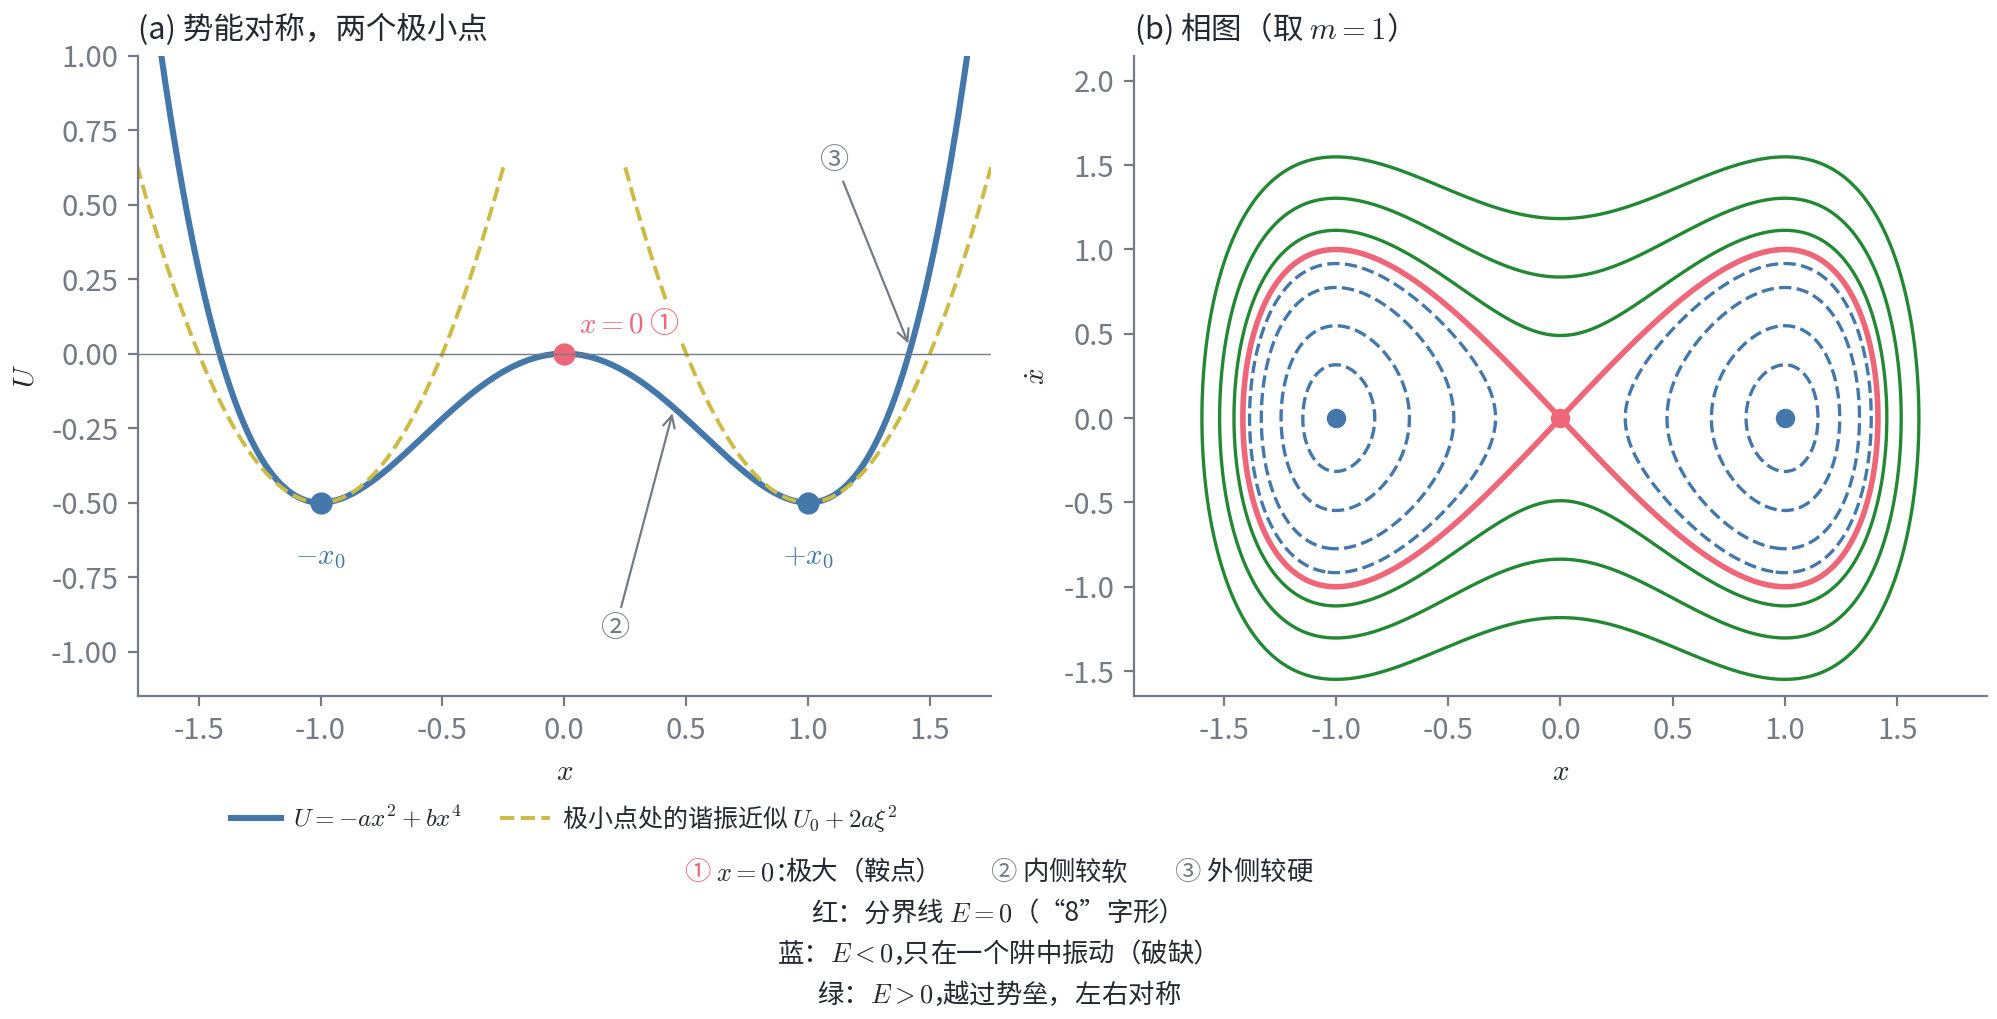 (a) 势能对称，两个极小点
1.00
0.75
0.50
0.25
0.00
-0.25
-0.50
-0.75
-1.00
U
-1.5 -1.0 -0.5 0.0 0.5 1.0 1.5
x
x = 0 ①
②
③
−x₀
+x₀
U = −ax² + bx⁴
极小点处的谐振近似 U₀ + 2aξ²
(b) 相图（取 m = 1）
2.0
1.5
1.0
0.5
0.0
-0.5
-1.0
-1.5
ẋ
-1.5 -1.0 -0.5 0.0 0.5 1.0 1.5
x
① x = 0：极大（鞍点） ② 内侧较软 ③ 外侧较硬
红：分界线 E = 0（“8”字形）
蓝：E < 0，只在一个阱中振动（破缺）
绿：E > 0，越过势垒，左右对称